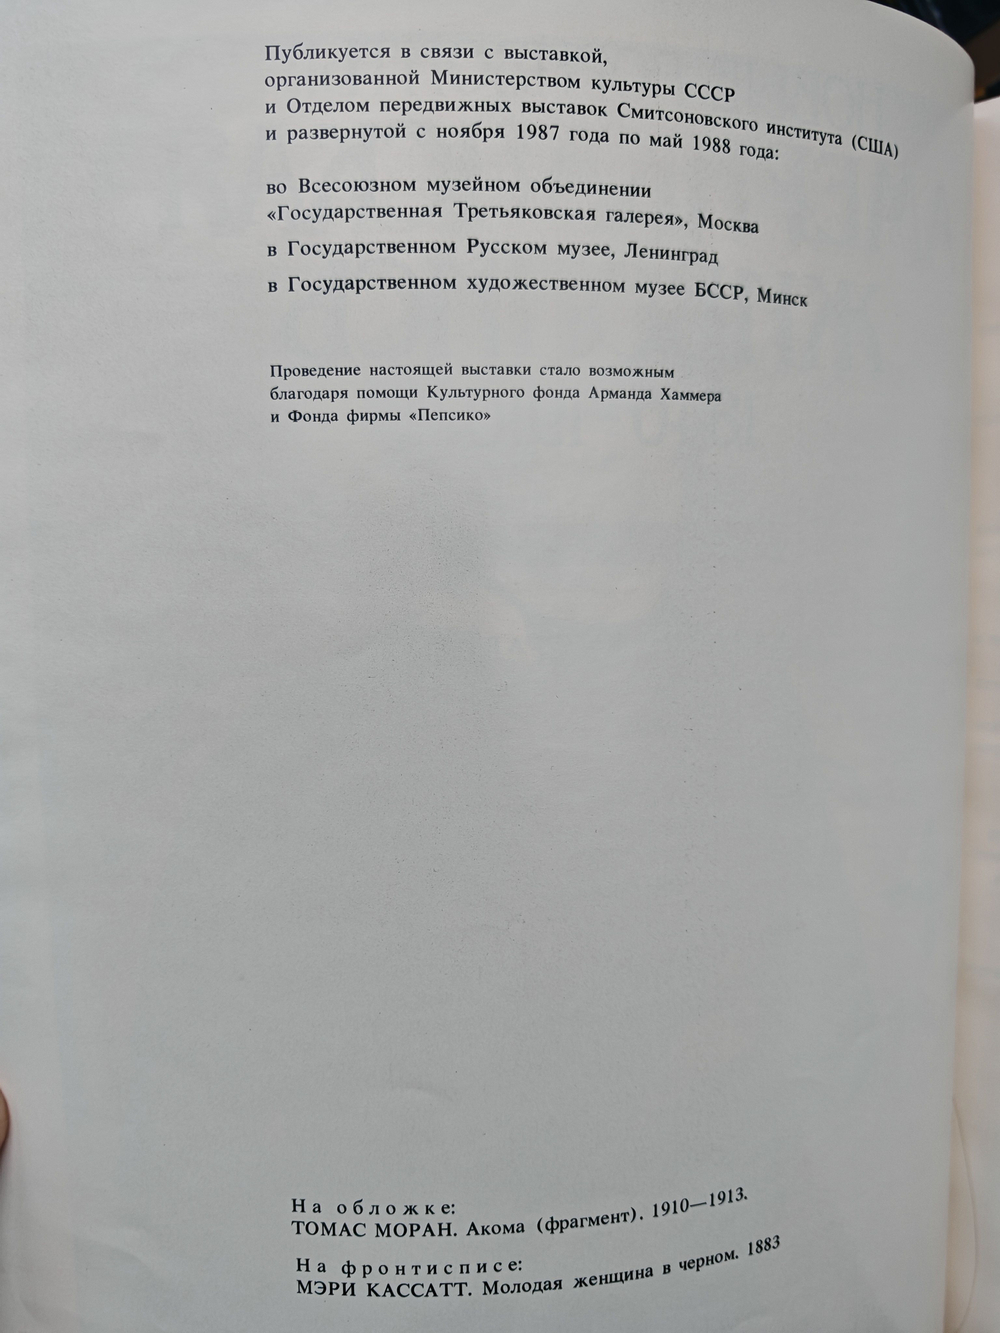 Публикуется в связи с выставкой,
организованной Министерством культуры СССР
и Отделом передвижных выставок Смитсоновского института (США)
и развернутой с ноября 1987 года по май 1988 года:
во Всесоюзном музейном объединении
«Государственная Третьяковская галерея», Москва
в Государственном Русском музее, Ленинград
в Государственном художественном музее БССР, Минск
Проведение настоящей выставки стало возможным
благодаря помощи Культурного фонда Арманда Хаммера
и Фонда фирмы «Пепсико»
На обложке:
ТОМАС МОРАН. Акома (фрагмент). 1910—1913.
На фронтисписе:
МЭРИ КАССАТТ. Молодая женщина в черном. 1883